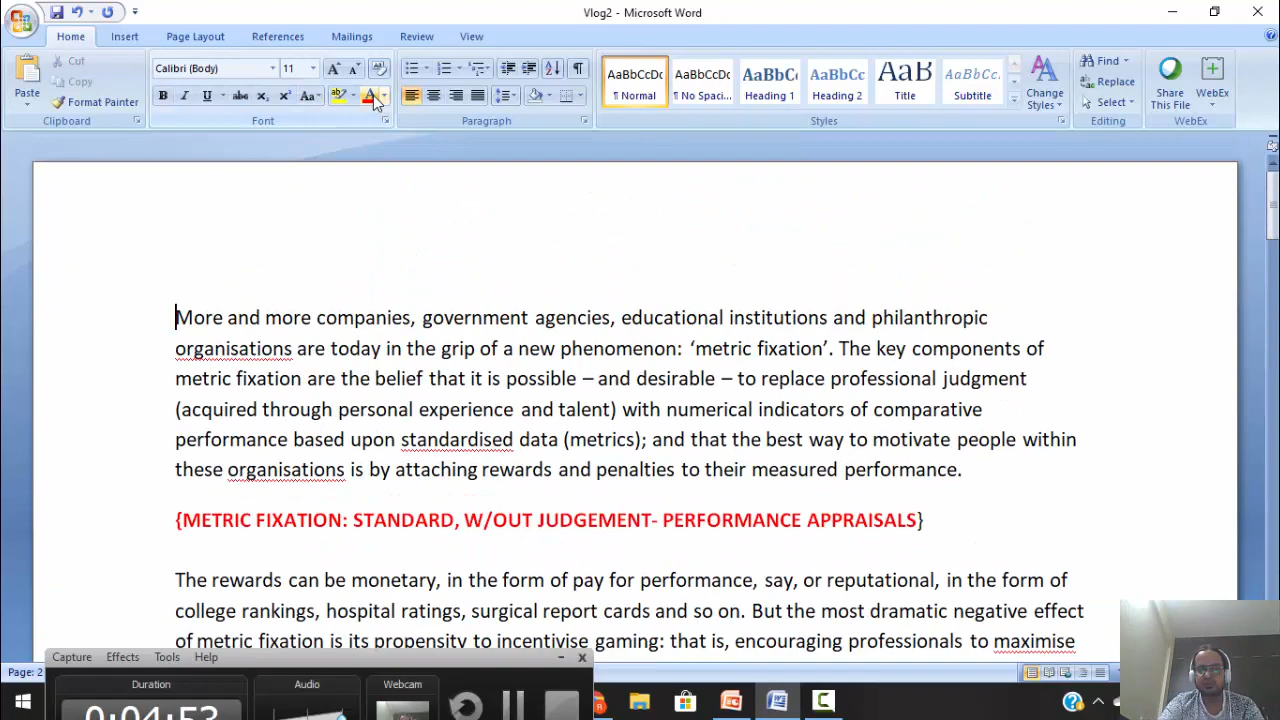 Vlog2 - Microsoft Word
Home Insert Page Layout References Mailings Review View
Cut
Copy
Format Painter
Paste
Clipboard
Calibri (Body) 11
Font
Paragraph
AaBbCcDc AaBbCcDc AaBbCc AaBbCc AaB AaBbCc.
¶ Normal ¶ No Spaci... Heading 1 Heading 2 Title Subtitle
Change Styles
Styles
Find
Replace
Select
Editing
Share This File
WebEx
WebEx
More and more companies, government agencies, educational institutions and philanthropic
organisations are today in the grip of a new phenomenon: ‘metric fixation’. The key components of
metric fixation are the belief that it is possible – and desirable – to replace professional judgment
(acquired through personal experience and talent) with numerical indicators of comparative
performance based upon standardised data (metrics); and that the best way to motivate people within
these organisations is by attaching rewards and penalties to their measured performance.
{METRIC FIXATION: STANDARD, W/OUT JUDGEMENT- PERFORMANCE APPRAISALS}
The rewards can be monetary, in the form of pay for performance, say, or reputational, in the form of
college rankings, hospital ratings, surgical report cards and so on. But the most dramatic negative effect
of metric fixation is its propensity to incentivise gaming: that is, encouraging professionals to maximise
Page: 2
Capture Effects Tools Help
Duration Audio Webcam
0:04:53